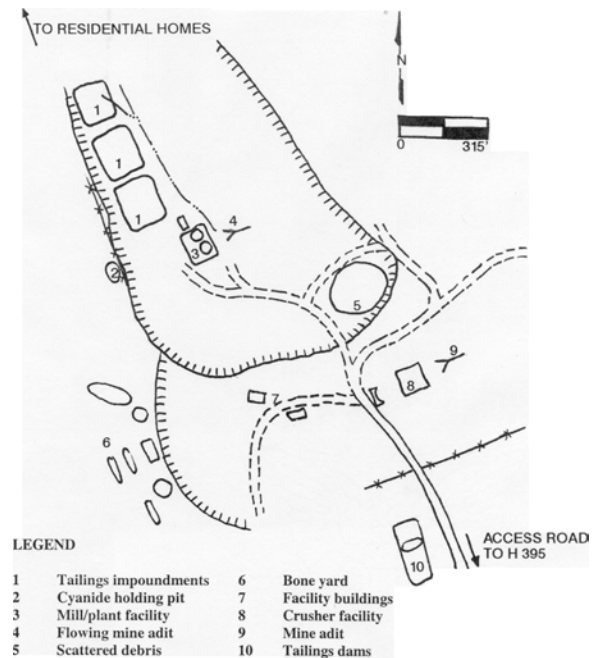 TO RESIDENTIAL HOMES
N
0 315'
1
1
1
4
3
2
5
9
8
7
6
10
ACCESS ROAD
TO H 395
LEGEND
1 Tailings impoundments 6 Bone yard
2 Cyanide holding pit 7 Facility buildings
3 Mill/plant facility 8 Crusher facility
4 Flowing mine adit 9 Mine adit
5 Scattered debris 10 Tailings dams